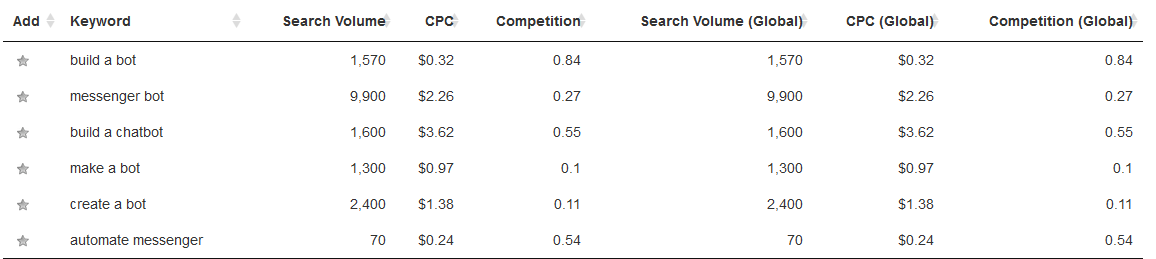 Add Keyword Search Volume CPC Competition Search Volume (Global) CPC (Global) Competition (Global)
build a bot 1,570 $0.32 0.84 1,570 $0.32 0.84
messenger bot 9,900 $2.26 0.27 9,900 $2.26 0.27
build a chatbot 1,600 $3.62 0.55 1,600 $3.62 0.55
make a bot 1,300 $0.97 0.1 1,300 $0.97 0.1
create a bot 2,400 $1.38 0.11 2,400 $1.38 0.11
automate messenger 70 $0.24 0.54 70 $0.24 0.54